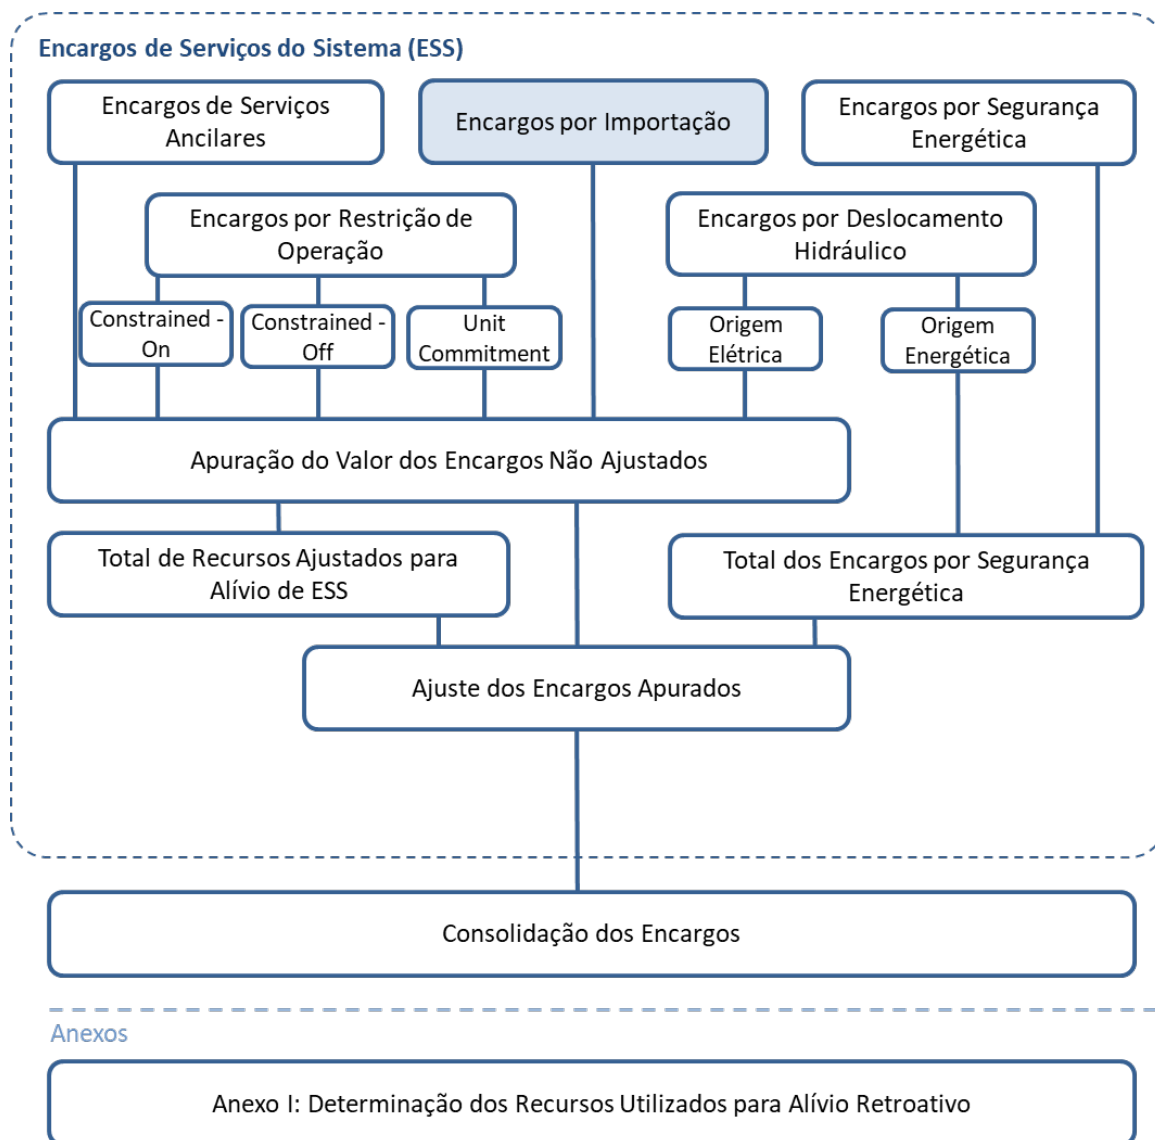 Encargos de Serviços do Sistema (ESS)
Encargos de Serviços
Ancilares
Encargos por Importação
Encargos por Segurança
Energética
Encargos por Restrição de
Operação
Encargos por Deslocamento
Hidráulico
Constrained -
On
Constrained -
Off
Unit
Commitment
Origem
Elétrica
Origem
Energética
Apuração do Valor dos Encargos Não Ajustados
Total de Recursos Ajustados para
Alívio de ESS
Total dos Encargos por Segurança
Energética
Ajuste dos Encargos Apurados
Consolidação dos Encargos
Anexos
Anexo I: Determinação dos Recursos Utilizados para Alívio Retroativo